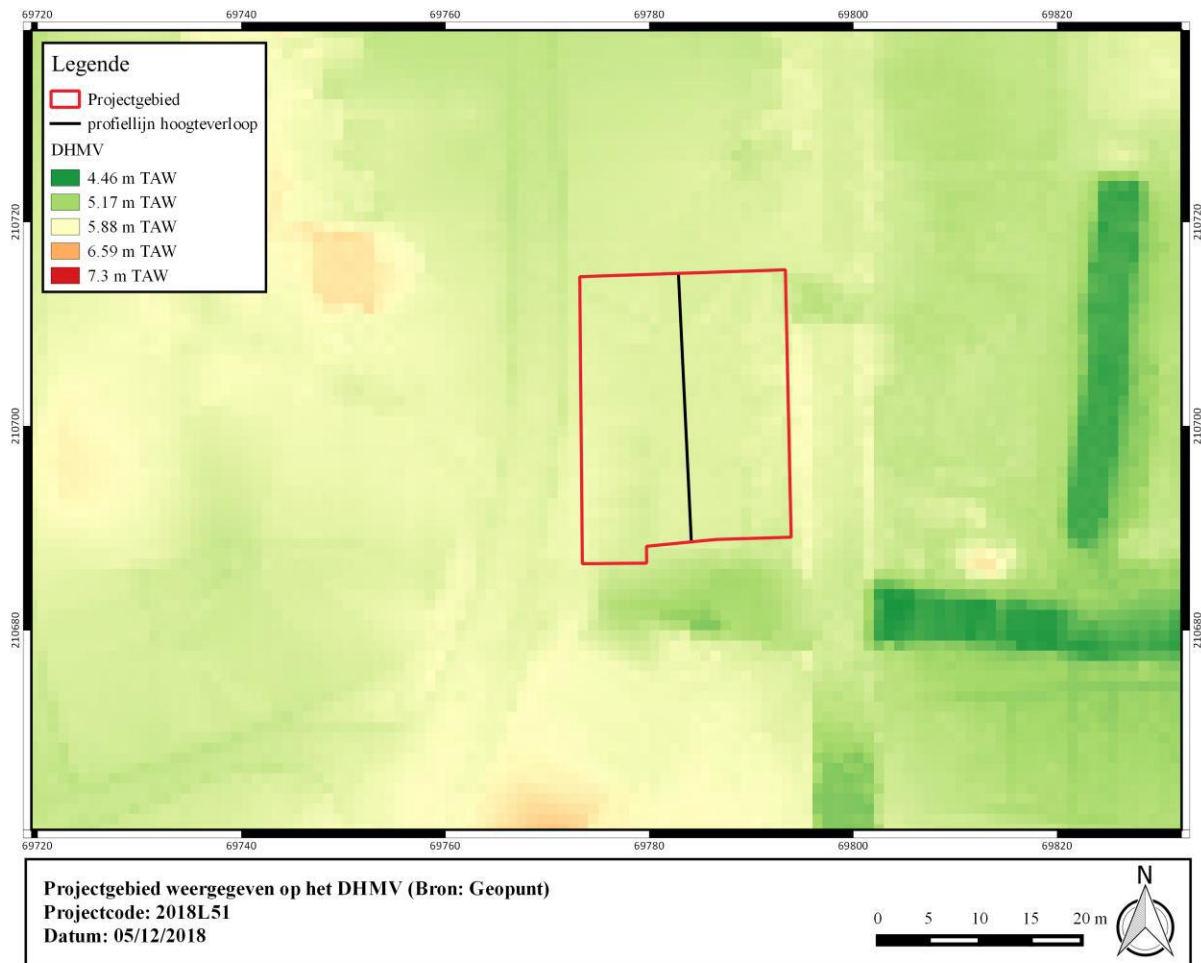 69720 69740 69760 69780 69800 69820
Legende
Projectgebied
profiellijn hoogteverloop
DHMV
4.46 m TAW
5.17 m TAW
5.88 m TAW
6.59 m TAW
7.3 m TAW
210720 210720
210700 210700
210680 210680
69720 69740 69760 69780 69800 69820
Projectgebied weergegeven op het DHMV (Bron: Geopunt)
Projectcode: 2018L51
Datum: 05/12/2018
0 5 10 15 20 m
N